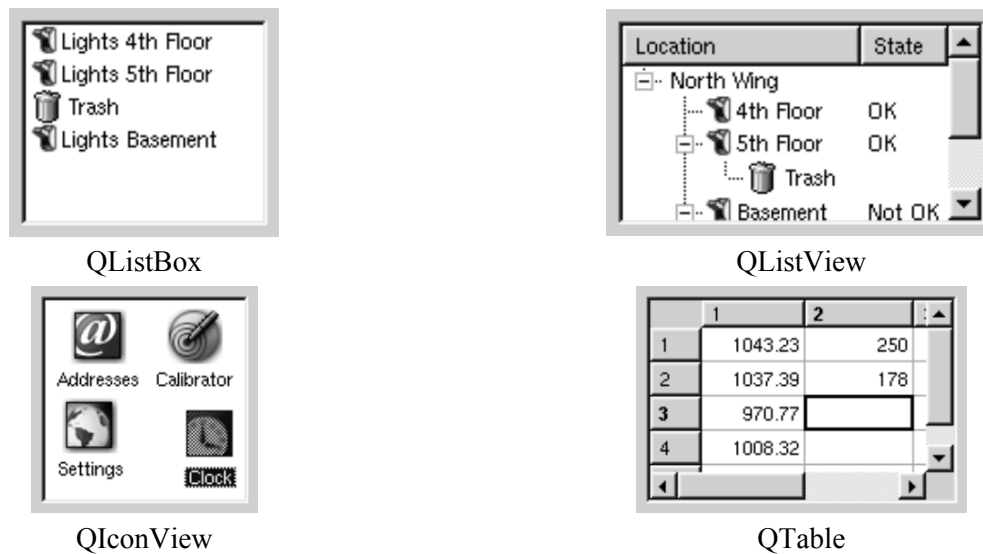 Lights 4th Floor
Lights 5th Floor
Trash
Lights Basement
QListBox
Location State
North Wing
4th Floor OK
5th Floor OK
Trash
Basement Not OK
QListView
Addresses Calibrator
Settings Clock
QIconView
1 2
1 1043.23 250
2 1037.39 178
3 970.77
4 1008.32
QTable